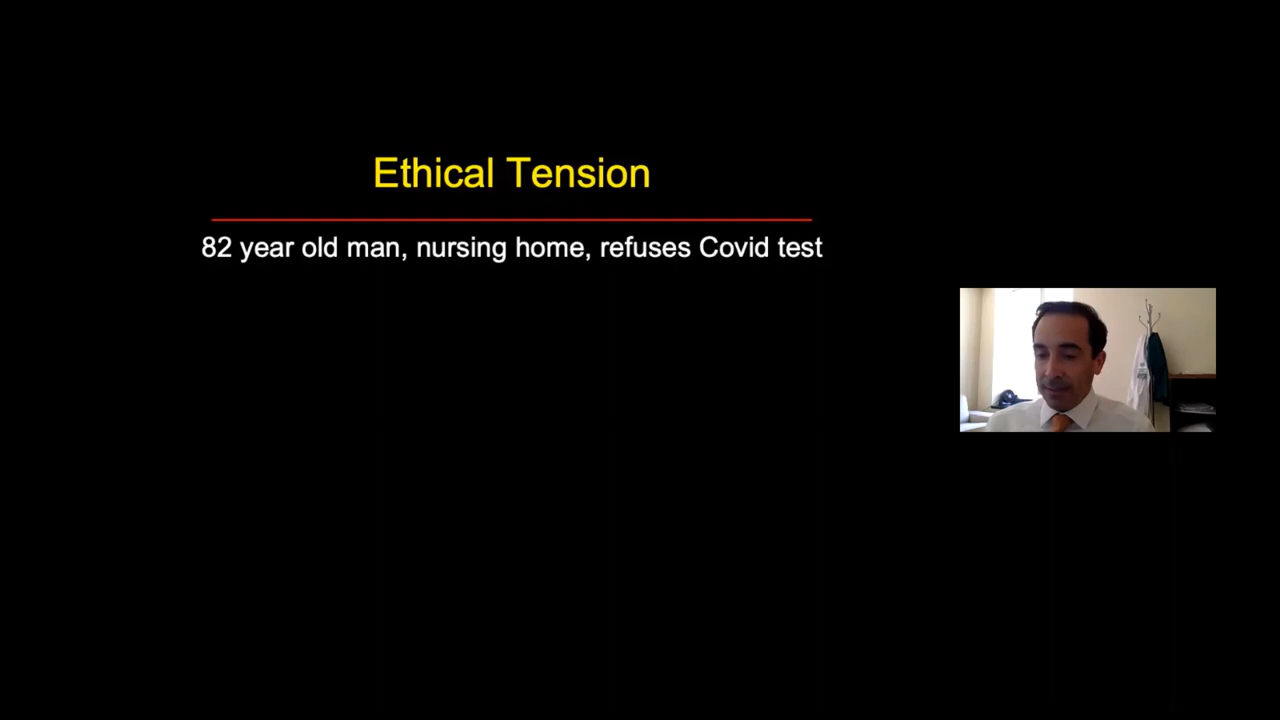 Ethical Tension
82 year old man, nursing home, refuses Covid test